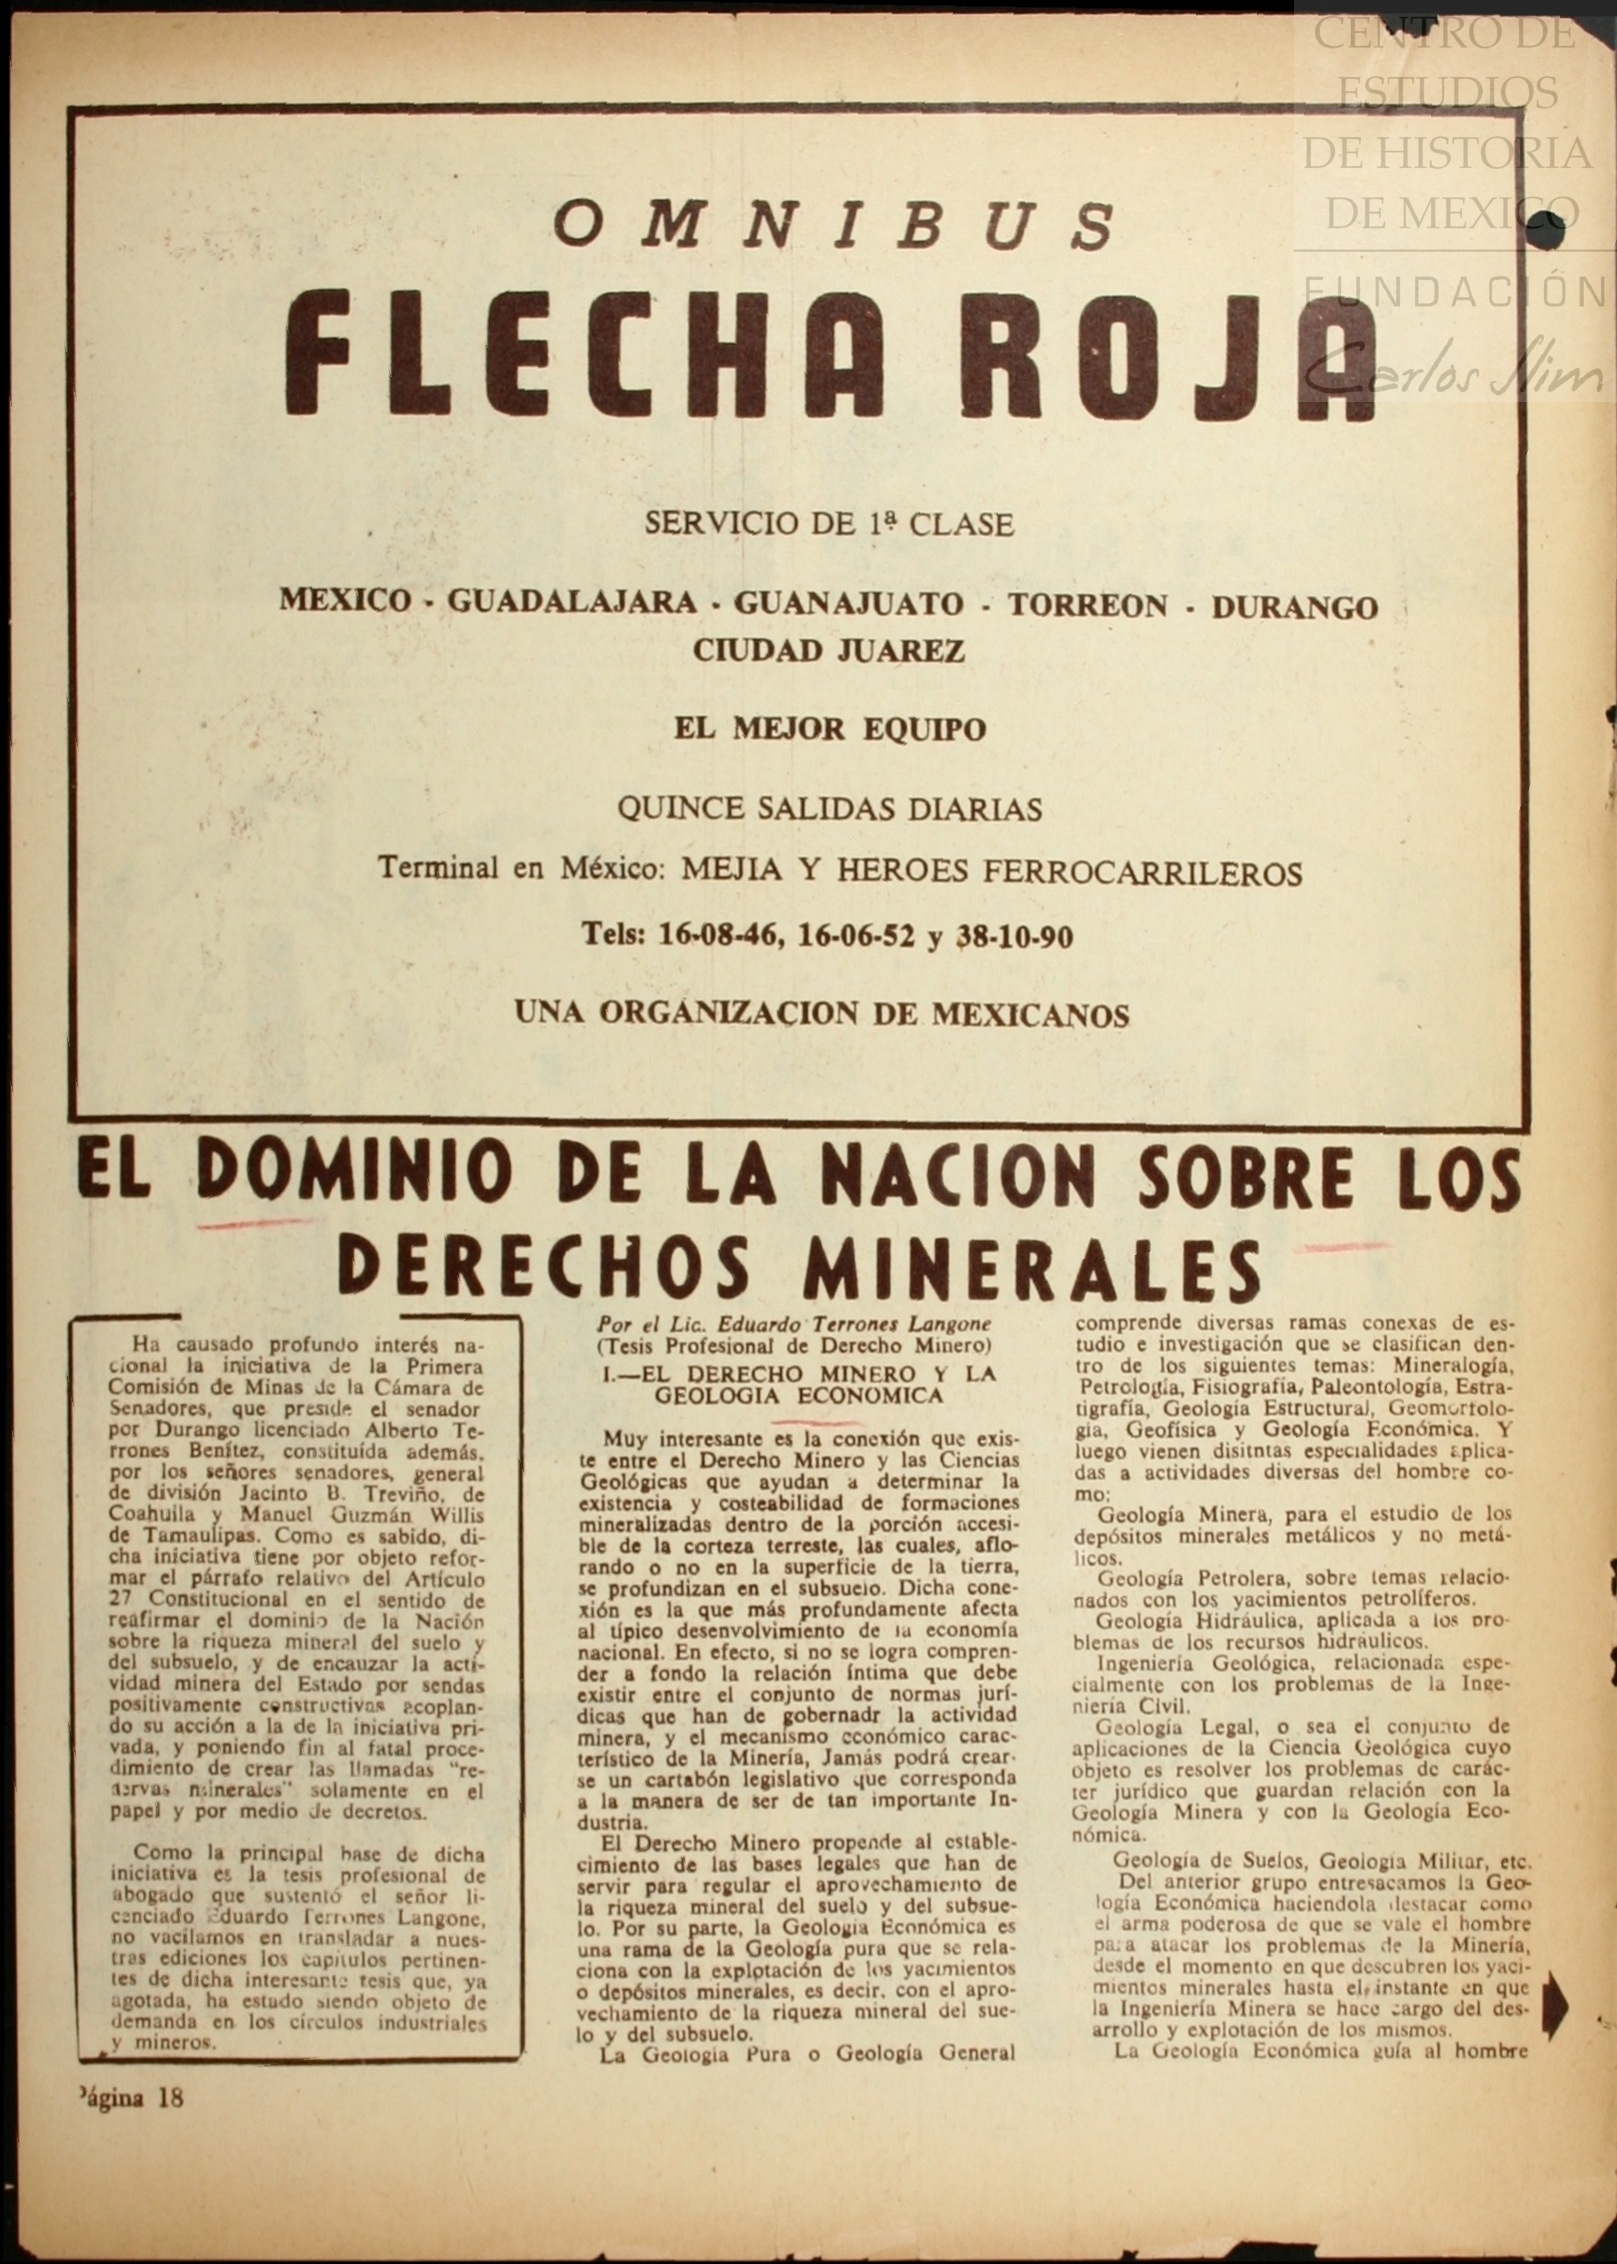 CENTRO DE
ESTUDIOS
DE HISTORIA
DE MEXICO
FUNDACIÓN
Carlos Slim
OMNIBUS
FLECHA ROJA
SERVICIO DE 1ª CLASE
MEXICO - GUADALAJARA - GUANAJUATO - TORREON - DURANGO
CIUDAD JUAREZ
EL MEJOR EQUIPO
QUINCE SALIDAS DIARIAS
Terminal en México: MEJIA Y HEROES FERROCARRILEROS
Tels: 16-08-46, 16-06-52 y 38-10-90
UNA ORGANIZACION DE MEXICANOS
EL DOMINIO DE LA NACION SOBRE LOS
DERECHOS MINERALES
Ha causado profundo interés na-
cional la iniciativa de la Primera
Comisión de Minas de la Cámara de
Senadores, que preside el senador
por Durango licenciado Alberto Te-
rrones Benítez, constituída además,
por los señores senadores, general
de división Jacinto B. Treviño, de
Coahuila y Manuel Guzmán Willis
de Tamaulipas. Como es sabido, di-
cha iniciativa tiene por objeto refor-
mar el párrafo relativo del Artículo
27 Constitucional en el sentido de
reafirmar el dominio de la Nación
sobre la riqueza mineral del suelo y
del subsuelo, y de encauzar la acti-
vidad minera del Estado por sendas
positivamente constructivas acoplan-
do su acción a la de la iniciativa pri-
vada, y poniendo fin al fatal proce-
dimiento de crear las llamadas "re-
servas minerales" solamente en el
papel y por medio de decretos.
Como la principal base de dicha
iniciativa es la tesis profesional de
abogado que sustentó el señor li-
cenciado Eduardo Terrones Langone,
no vacilamos en transladar a nues-
tras ediciones los capítulos pertinen-
tes de dicha interesante tesis que, ya
agotada, ha estado siendo objeto de
demanda en los círculos industriales
y mineros.
Por el Lic. Eduardo Terrones Langone
(Tesis Profesional de Derecho Minero)
I.—EL DERECHO MINERO Y LA
GEOLOGIA ECONOMICA
Muy interesante es la conexión que exis-
te entre el Derecho Minero y las Ciencias
Geológicas que ayudan a determinar la
existencia y costeabilidad de formaciones
mineralizadas dentro de la porción accesi-
ble de la corteza terreste, las cuales, aflo-
rando o no en la superficie de la tierra,
se profundizan en el subsuelo. Dicha cone-
xión es la que más profundamente afecta
al típico desenvolvimiento de la economía
nacional. En efecto, si no se logra compren-
der a fondo la relación íntima que debe
existir entre el conjunto de normas jurí-
dicas que han de gobernadr la actividad
minera, y el mecanismo económico carac-
terístico de la Minería, Jamás podrá crear-
se un cartabón legislativo que corresponda
a la manera de ser de tan importante In-
dustria.
El Derecho Minero propende al estable-
cimiento de las bases legales que han de
servir para regular el aprovechamiento de
la riqueza mineral del suelo y del subsue-
lo. Por su parte, la Geología Económica es
una rama de la Geología pura que se rela-
ciona con la explotación de los yacimientos
o depósitos minerales, es decir, con el apro-
vechamiento de la riqueza mineral del sue-
lo y del subsuelo.
La Geología Pura o Geología General
comprende diversas ramas conexas de es-
tudio e investigación que se clasifican den-
tro de los siguientes temas: Mineralogía,
Petrología, Fisiografía, Paleontología, Estra-
tigrafía, Geología Estructural, Geomorfolo-
gía, Geofísica y Geología Económica. Y
luego vienen disitntas especialidades aplica-
das a actividades diversas del hombre co-
mo:
Geología Minera, para el estudio de los
depósitos minerales metálicos y no metá-
licos.
Geología Petrolera, sobre temas relacio-
nados con los yacimientos petrolíferos.
Geología Hidráulica, aplicada a los pro-
blemas de los recursos hidráulicos.
Ingeniería Geológica, relacionada espe-
cialmente con los problemas de la Inge-
niería Civil.
Geología Legal, o sea el conjunto de
aplicaciones de la Ciencia Geológica cuyo
objeto es resolver los problemas de carác-
ter jurídico que guardan relación con la
Geología Minera y con la Geología Eco-
nómica.
Geología de Suelos, Geología Militar, etc.
Del anterior grupo entresacamos la Geo-
logía Económica haciendola destacar como
el arma poderosa de que se vale el hombre
para atacar los problemas de la Minería,
desde el momento en que descubren los yaci-
mientos minerales hasta el instante en que
la Ingeniería Minera se hace cargo del des-
arrollo y explotación de los mismos.
La Geología Económica guía al hombre
Página 18